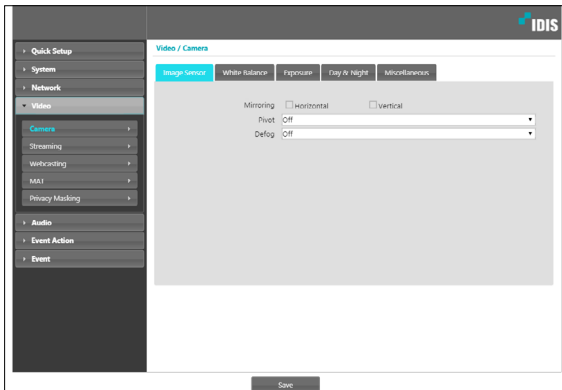 IDIS
Quick Setup
System
Network
Video
Camera
Streaming
Webcasting
MAT
Privacy Masking
Audio
Event Action
Event
Video / Camera
Image Sensor White Balance Exposure Day & Night Miscellaneous
Mirroring Horizontal Vertical
Pivot Off
Defog Off
Save